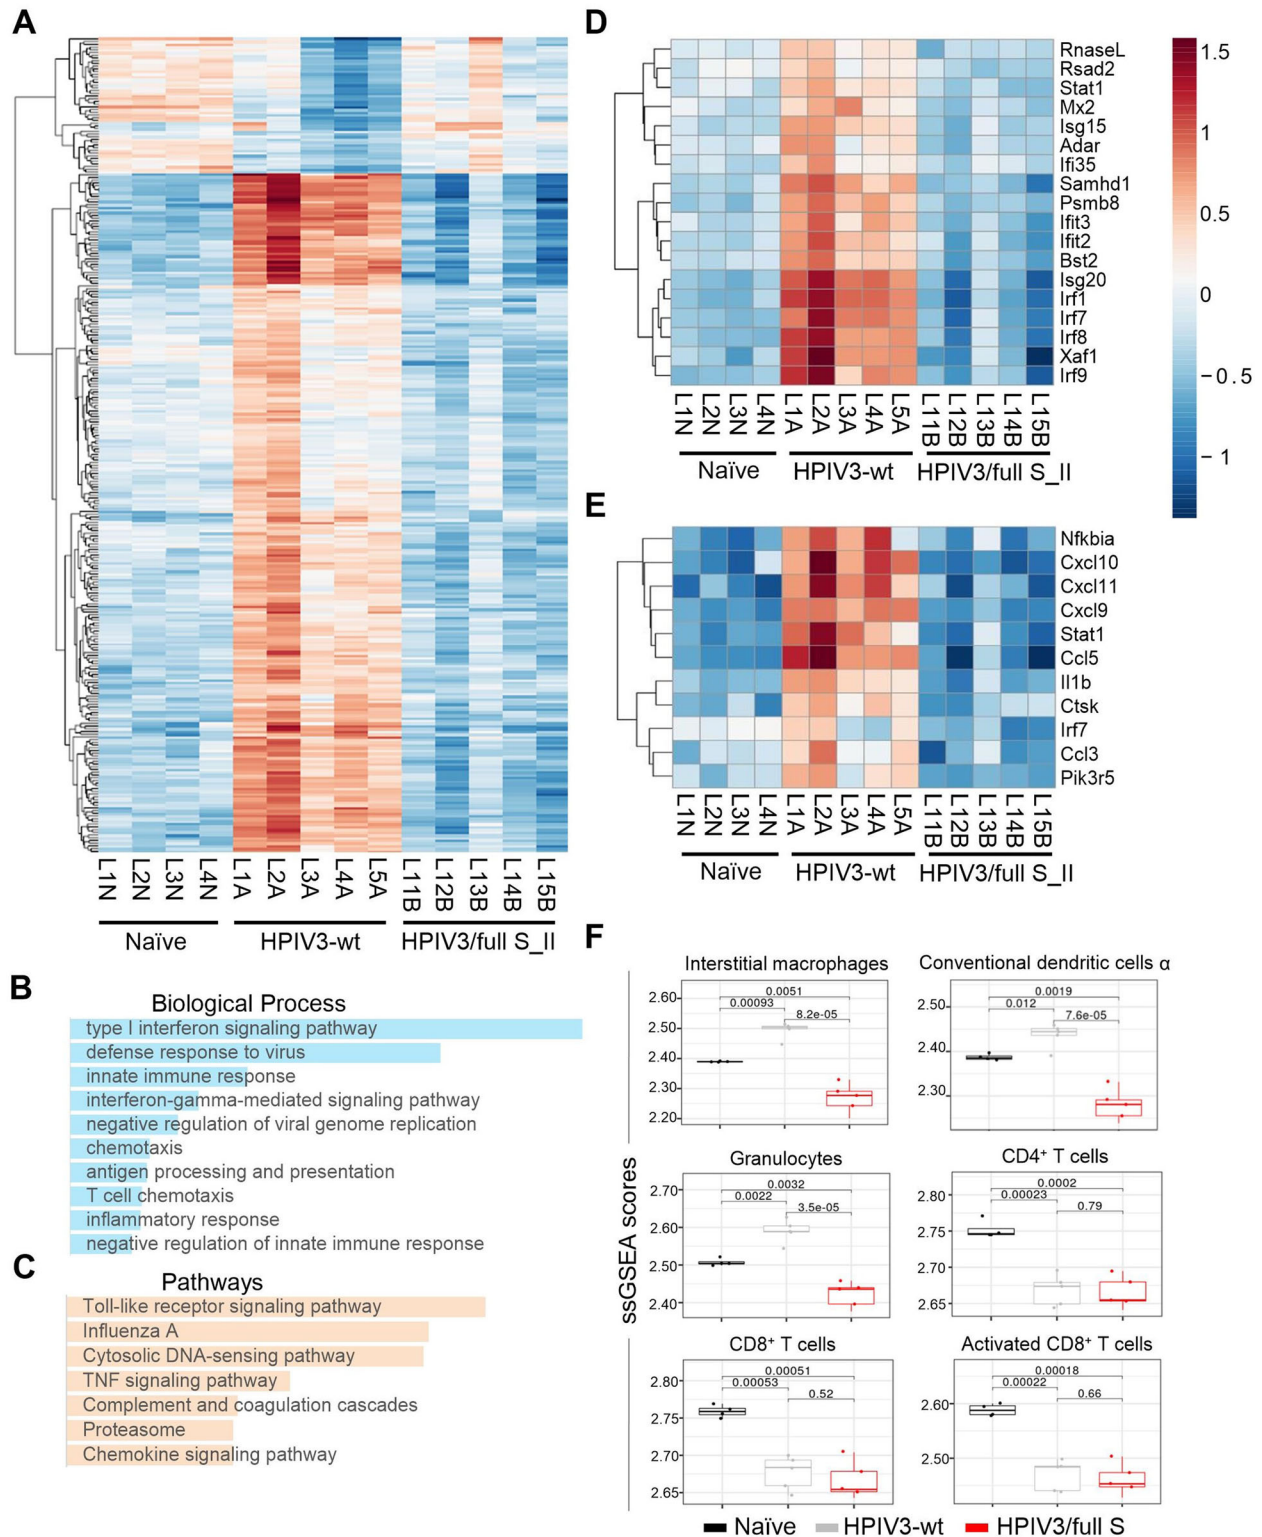 A
L1N L2N L3N L4N L1A L2A L3A L4A L5A L11B L12B L13B L14B L15B
Naïve HPIV3-wt HPIV3/full S_II
B
Biological Process
type I interferon signaling pathway
defense response to virus
innate immune response
interferon-gamma-mediated signaling pathway
negative regulation of viral genome replication
chemotaxis
antigen processing and presentation
T cell chemotaxis
inflammatory response
negative regulation of innate immune response
C
Pathways
Toll-like receptor signaling pathway
Influenza A
Cytosolic DNA-sensing pathway
TNF signaling pathway
Complement and coagulation cascades
Proteasome
Chemokine signaling pathway
D
RnaseL
Rsad2
Stat1
Mx2
Isg15
Adar
Ifi35
Samhd1
Psmb8
Ifit3
Ifit2
Bst2
Isg20
Irf1
Irf7
Irf8
Xaf1
Irf9
L1N L2N L3N L4N L1A L2A L3A L4A L5A L11B L12B L13B L14B L15B
Naïve HPIV3-wt HPIV3/full S_II
1.5
1
0.5
0
-0.5
-1
E
Nfkbia
Cxcl10
Cxcl11
Cxcl9
Stat1
Ccl5
Il1b
Ctsk
Irf7
Ccl3
Pik3r5
L1N L2N L3N L4N L1A L2A L3A L4A L5A L11B L12B L13B L14B L15B
Naïve HPIV3-wt HPIV3/full S_II
F
ssGSEA scores
Interstitial macrophages
0.0051
0.00093
8.2e-05
2.60
2.50
2.40
2.30
2.20
Conventional dendritic cells α
0.0019
0.012
7.6e-05
2.50
2.40
2.30
Granulocytes
0.0032
0.0022
3.5e-05
2.70
2.60
2.50
2.40
CD4+ T cells
0.0002
0.00023
0.79
2.80
2.75
2.70
2.65
CD8+ T cells
0.00051
0.00053
0.52
2.80
2.75
2.70
2.65
Activated CD8+ T cells
0.00018
0.00022
0.66
2.60
2.50
Naïve HPIV3-wt HPIV3/full S